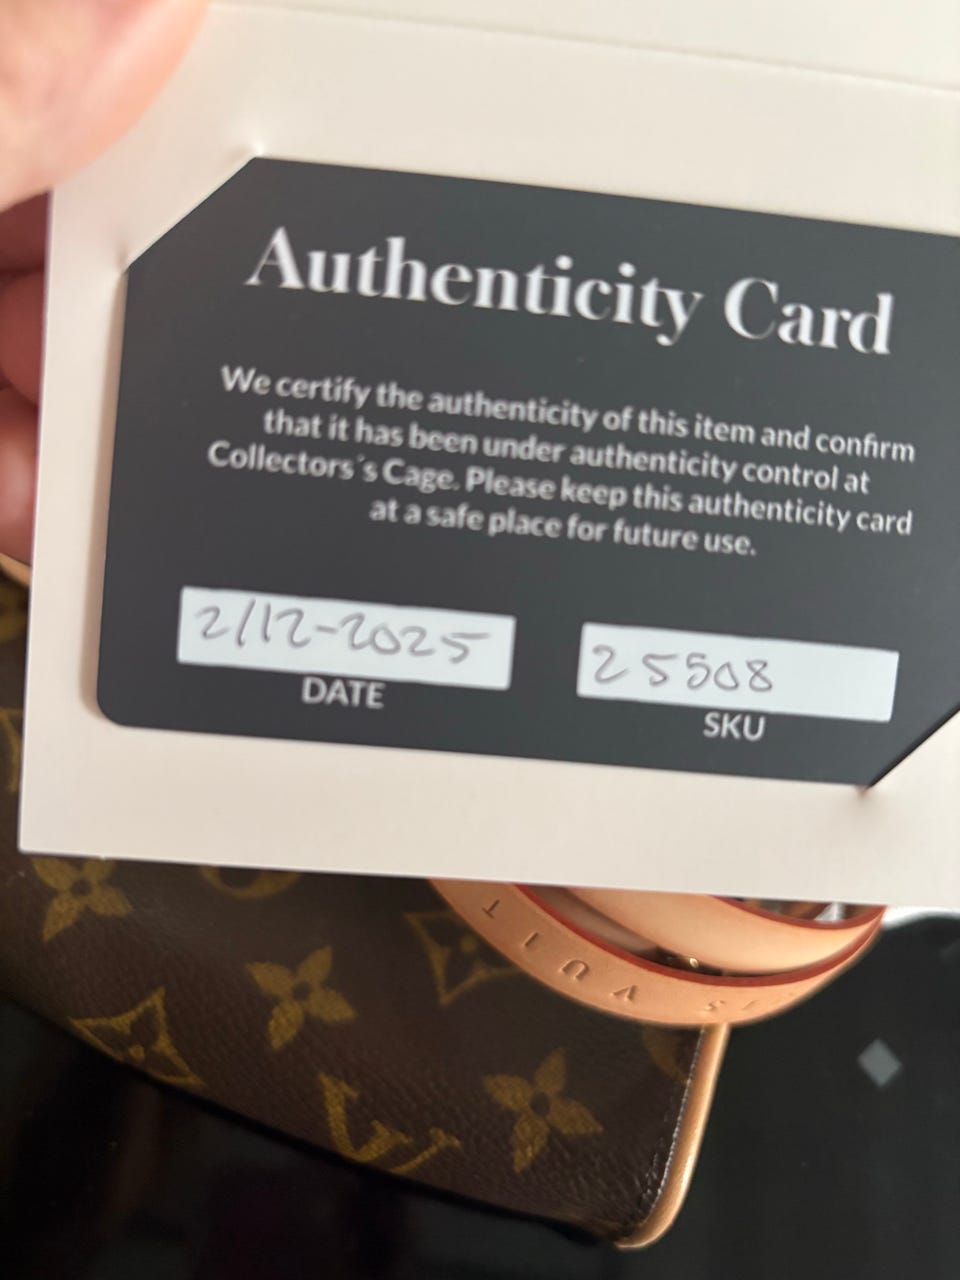 Authenticity Card
We certify the authenticity of this item and confirm
that it has been under authenticity control at
Collectors´s Cage. Please keep this authenticity card
at a safe place for future use.
2/12-2025
25508
DATE
SKU
LV